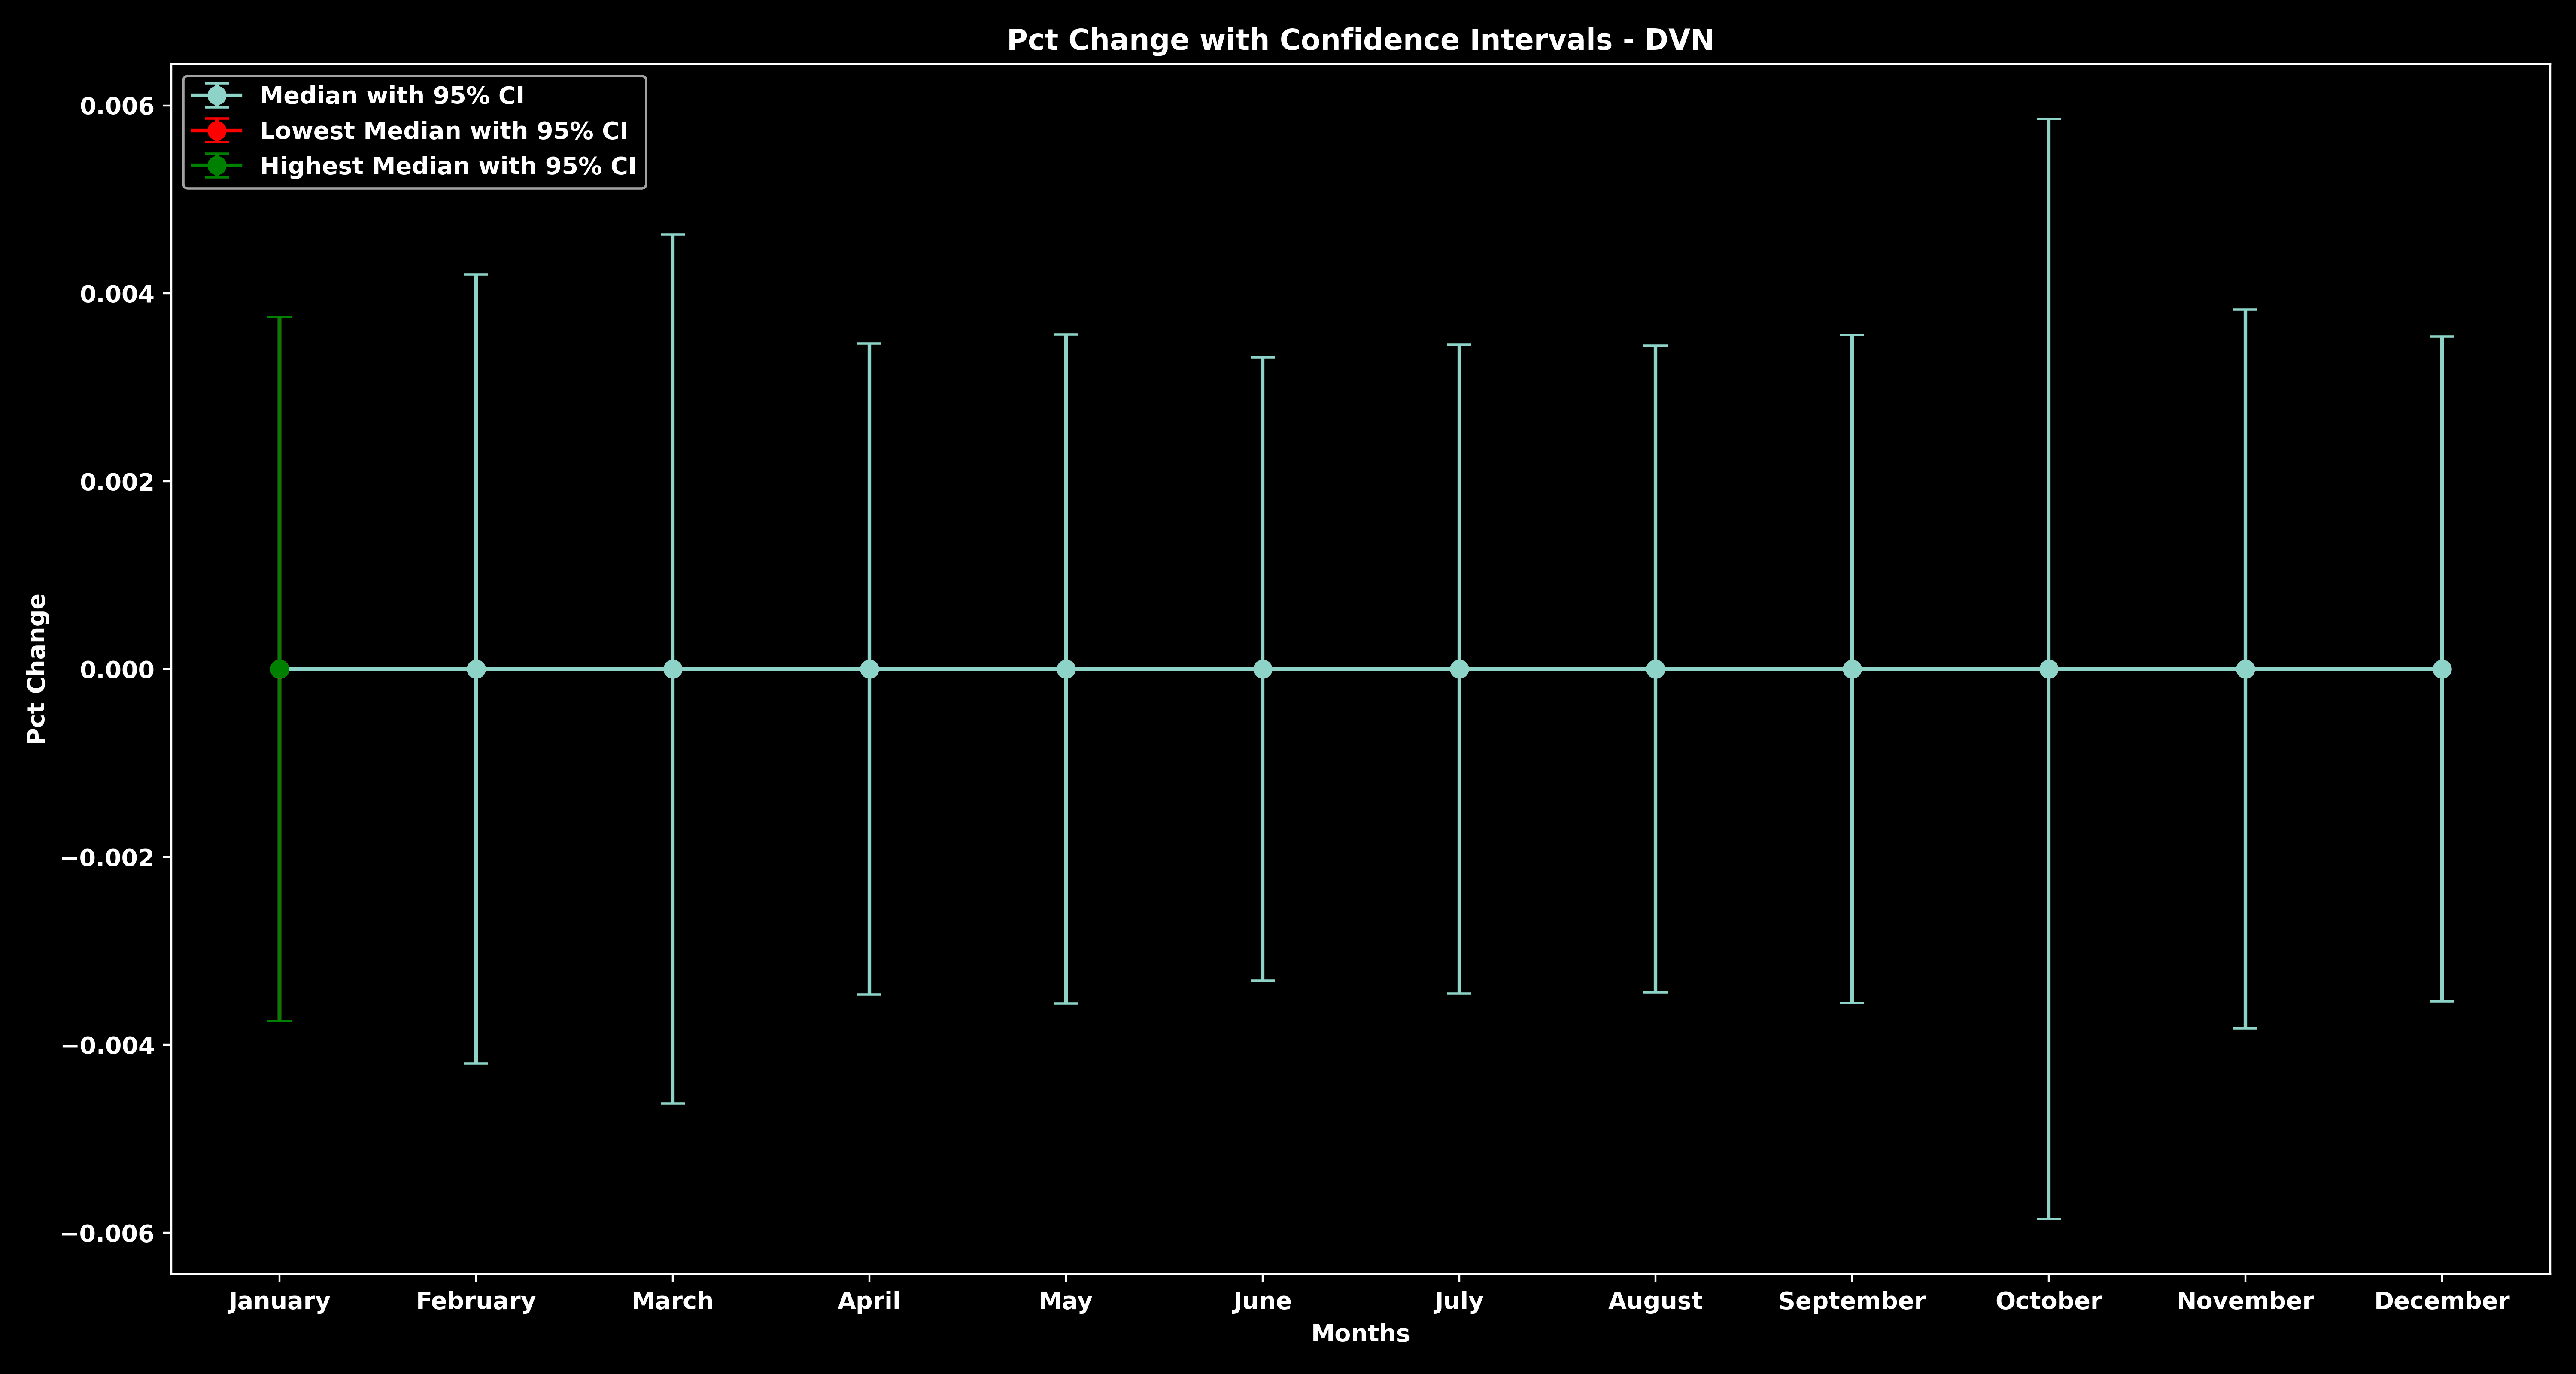 Pct Change with Confidence Intervals - DVN
Median with 95% CI
Lowest Median with 95% CI
Highest Median with 95% CI
0.006
0.004
0.002
0.000
−0.002
−0.004
−0.006
Pct Change
January February March April May June July August September October November December
Months